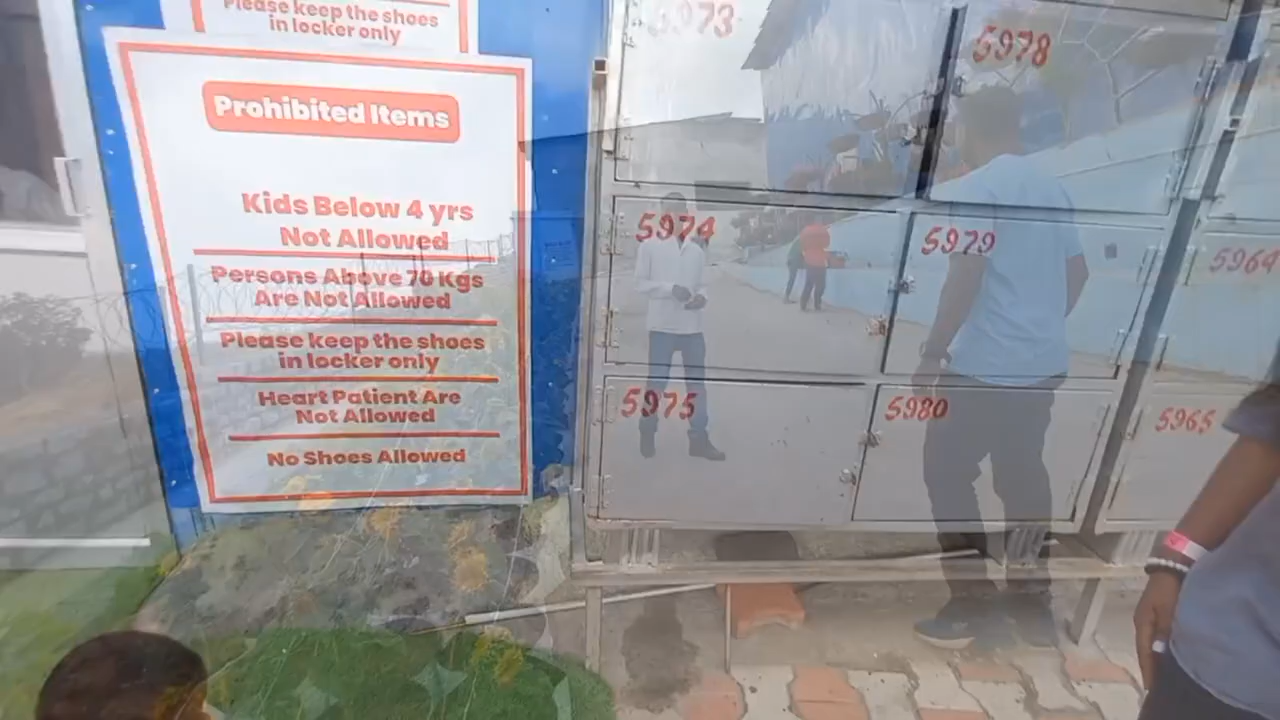 Please keep the shoes
in locker only
Prohibited Items
Kids Below 4 yrs
Not Allowed
Persons Above 70 Kgs
Are Not Allowed
Please keep the shoes
in locker only
Heart Patient Are
Not Allowed
No Shoes Allowed
5973
5978
5974
5979
5964
5975
5980
5965